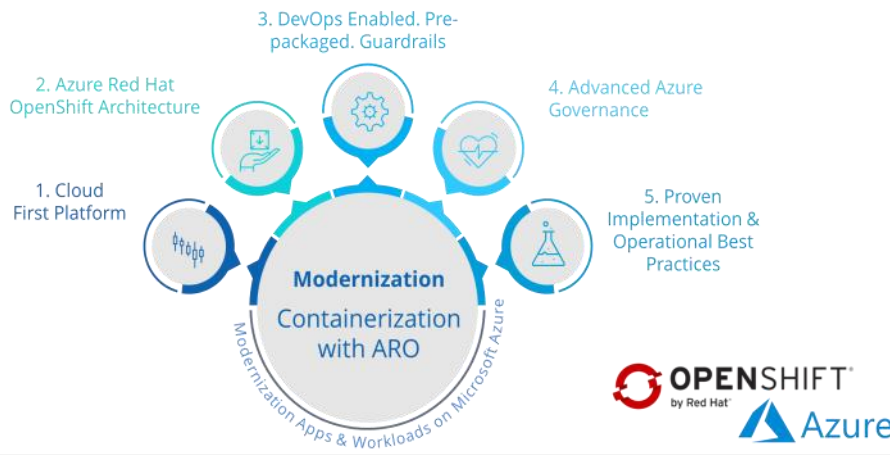 3. DevOps Enabled. Pre-
packaged. Guardrails
2. Azure Red Hat
OpenShift Architecture
4. Advanced Azure
Governance
1. Cloud
First Platform
5. Proven
Implementation &
Operational Best
Practices
Modernization
Containerization
with ARO
Modernization Apps & Workloads on Microsoft Azure
OPENSHIFT
by Red Hat
Azure